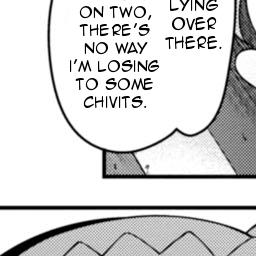 LYING
OVER
THERE.
ON TWO,
THERE'S
NO WAY
I'M LOSING
TO SOME
CHIVITS.